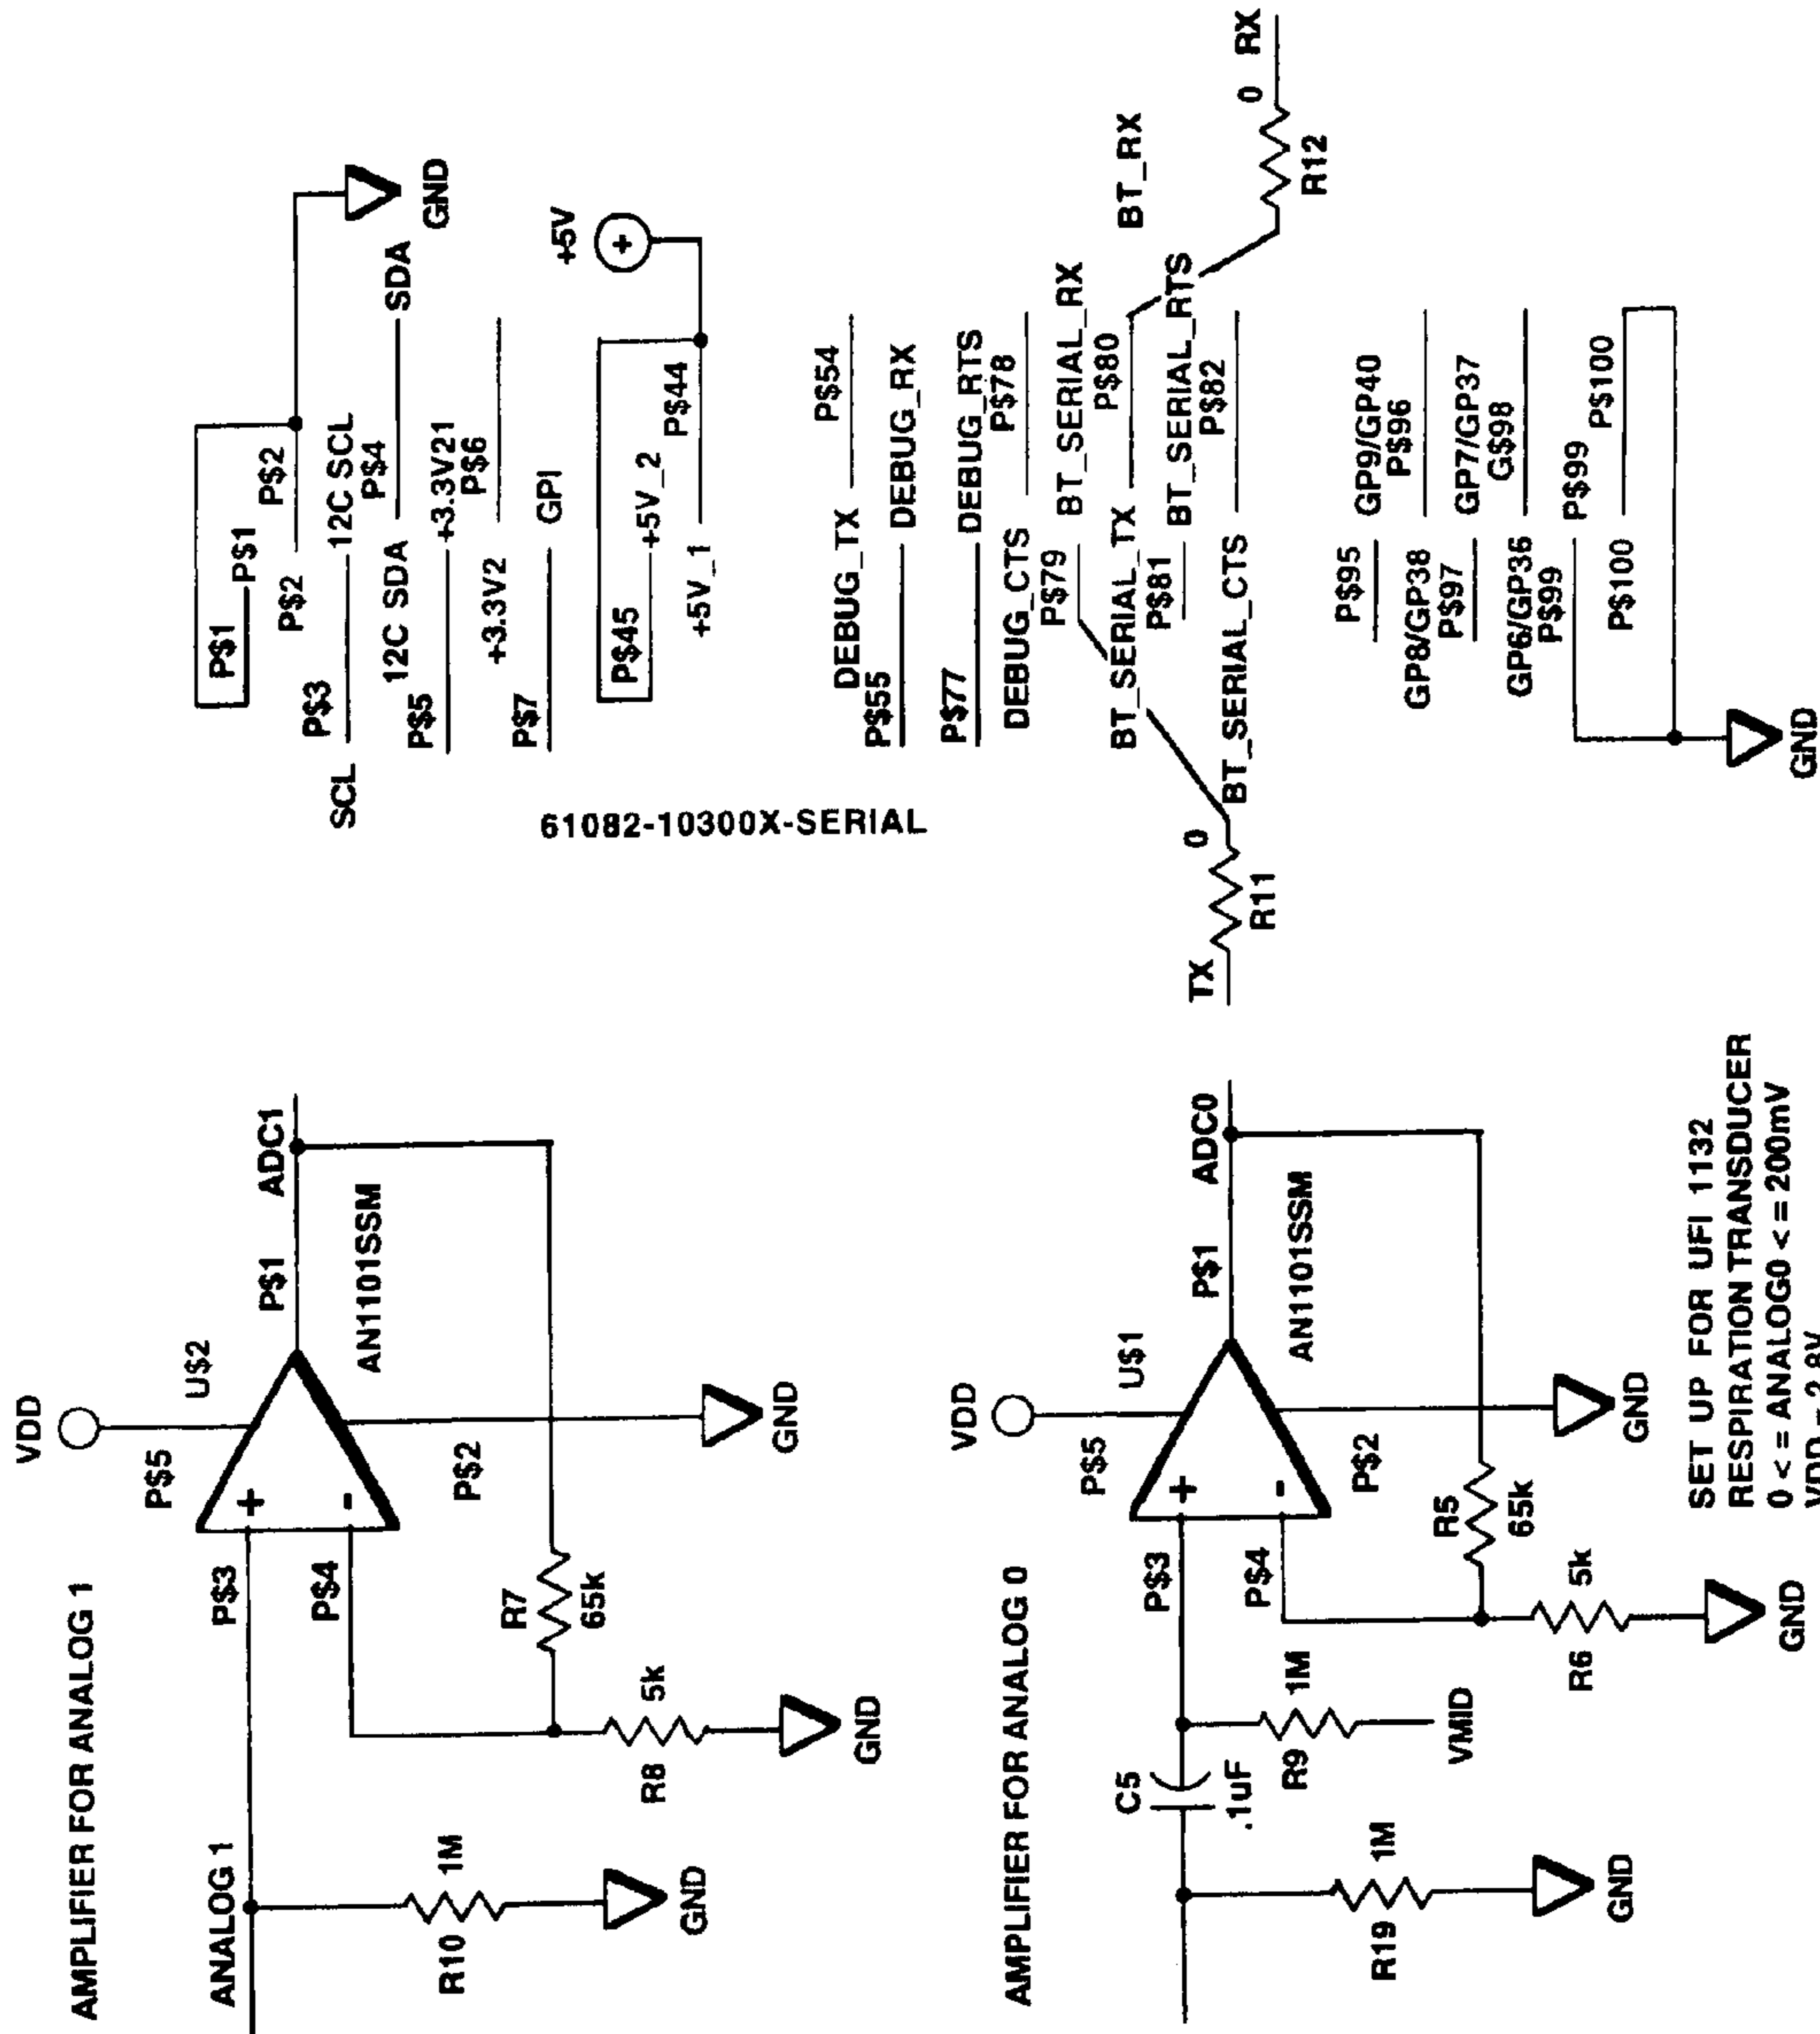 AMPLIFIER FOR ANALOG 1
VDD
P$5
U$2
ANALOG 1
P$3
+
P$1
ADC1
P$4
-
AN1101SSM
P$2
R10 1M
R7
65k
GND
R8 5k
GND
GND
AMPLIFIER FOR ANALOG 0
VDD
P$5
U$1
C5
P$3
+
P$1
ADC0
.1uF
P$4
-
AN1101SSM
P$2
R19 1M
R9 1M
R5
65k
VMID
GND
R6 5k
GND
GND
SET UP FOR UFI 1132
RESPIRATION TRANSDUCER
0 < = ANALOG0 < = 200mV
61082-10300X-SERIAL
P$1
P$1
P$2
P$2
GND
P$3
12C SCL
SCL
P$4
12C SDA
SDA
P$5
+3.3V21
P$6
+3.3V2
P$7
GPI
+5V
+
P$45
+5V_2
P$44
+5V_1
DEBUG_TX
P$54
P$55
DEBUG_RX
P$77
DEBUG_RTS
P$78
DEBUG_CTS
P$79
BT_SERIAL_RX
BT_RX
P$80
BT_SERIAL_TX
P$81
BT_SERIAL_RTS
P$82
BT_SERIAL_CTS
TX
R11
0
0
RX
R12
P$95
GP9/GP40
P$96
GP8/GP38
P$97
GP7/GP37
G$98
GP6/GP36
P$99
P$99
P$100
P$100
GND